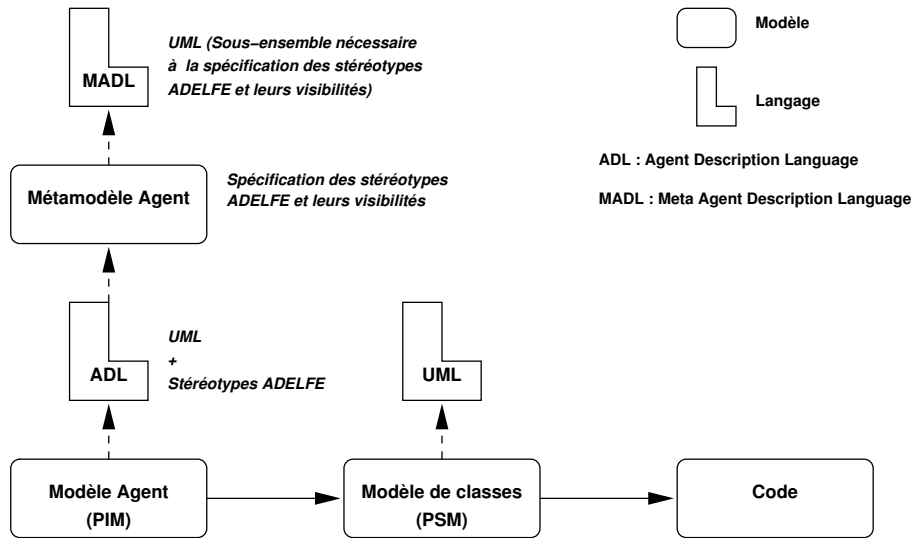 UML (Sous−ensemble nécessaire
à la spécification des stéréotypes
ADELFE et leurs visibilités)
MADL
Modèle
Langage
ADL : Agent Description Language
MADL : Meta Agent Description Language
Métamodèle Agent
Spécification des stéréotypes
ADELFE et leurs visibilités
UML
+
Stéréotypes ADELFE
ADL
UML
Modèle Agent
(PIM)
Modèle de classes
(PSM)
Code